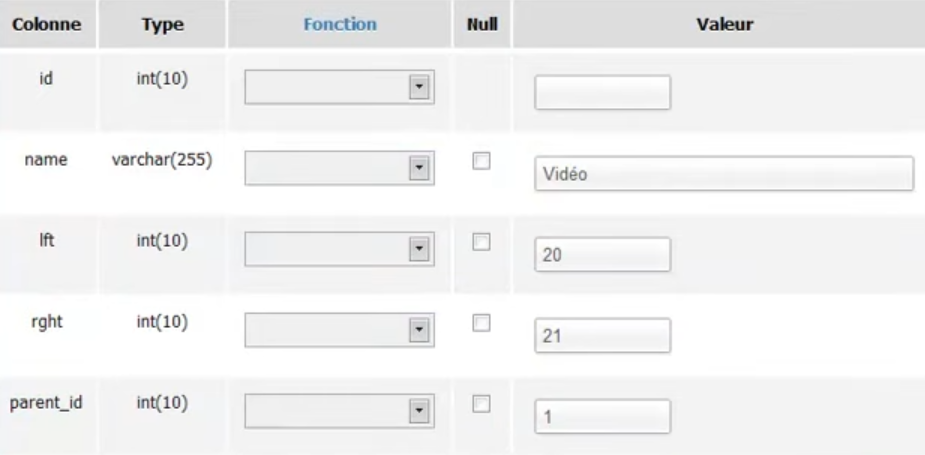 Colonne Type Fonction Null Valeur
id int(10)
name varchar(255) Vidéo
lft int(10) 20
rght int(10) 21
parent_id int(10) 1